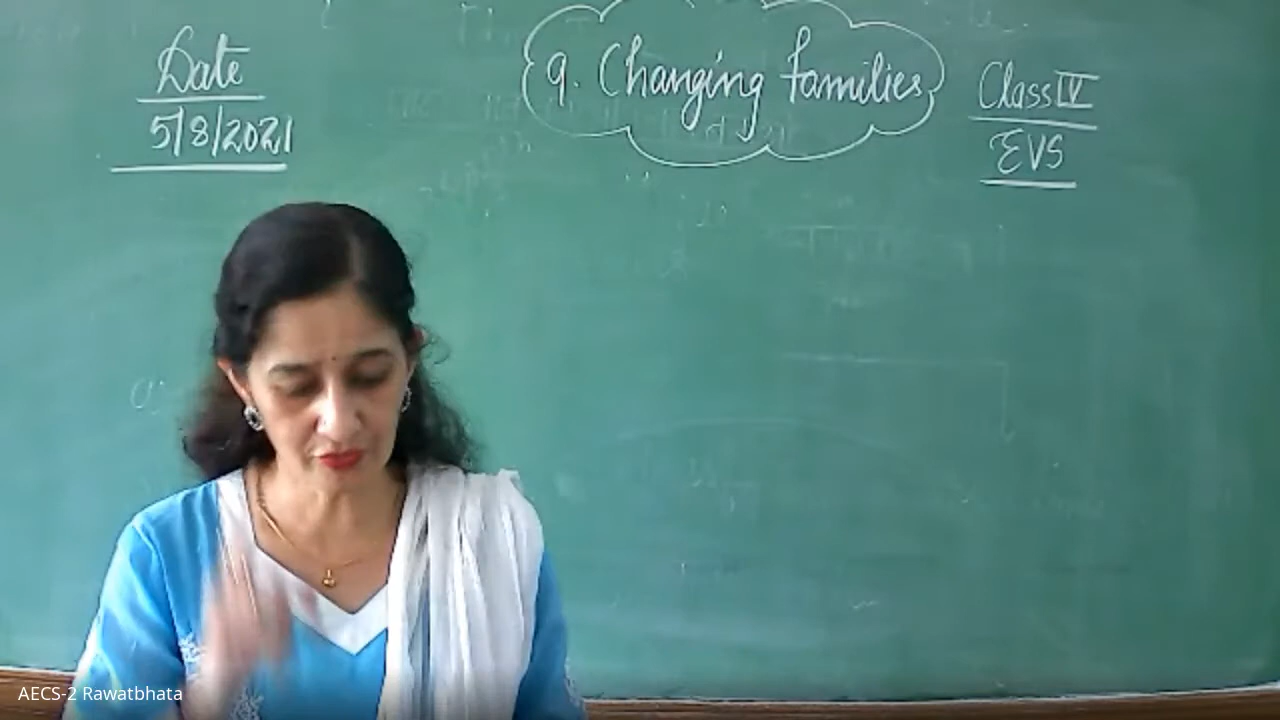 Date
5/8/2021
9. Changing families
Class IV
EVS
AECS-2 Rawatbhata